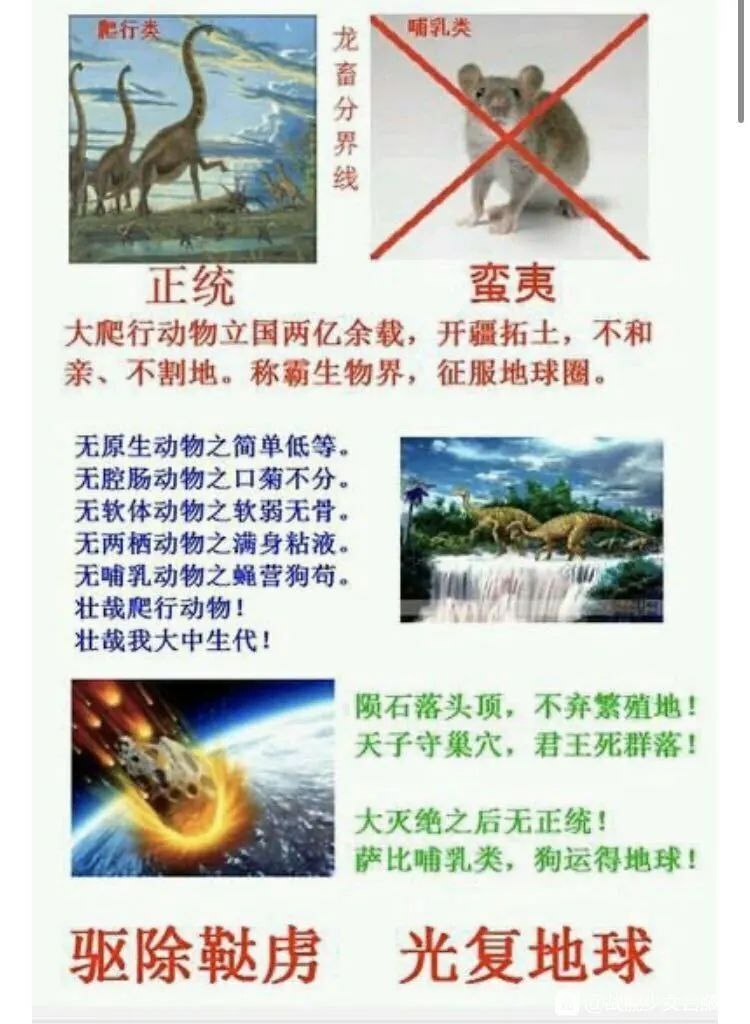 爬行类
龙畜分界线
哺乳类
正统
蛮夷
大爬行动物立国两亿余载，开疆拓土，不和
亲、不割地。称霸生物界，征服地球圈。
无原生动物之简单低等。
无腔肠动物之口菊不分。
无软体动物之软弱无骨。
无两栖动物之满身粘液。
无哺乳动物之蝇营狗苟。
壮哉爬行动物！
壮哉我大中生代！
陨石落头顶，不弃繁殖地！
天子守巢穴，君王死群落！
大灭绝之后无正统！
萨比哺乳类，狗运得地球！
驱除鞑虏 光复地球